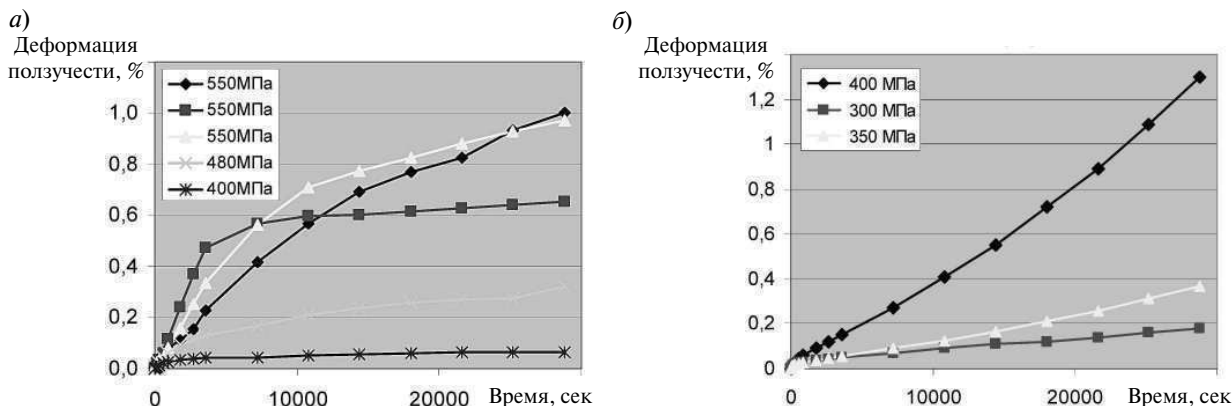 а)
Деформация
ползучести, %
1,0
0,8
0,6
0,4
0,2
0,0
550МПа
550МПа
550МПа
480МПа
400МПа
0 10000 20000 Время, сек
б)
Деформация
ползучести, %
1,2
1
0,8
0,6
0,4
0,2
0
400 МПа
300 МПа
350 МПа
0 10000 20000 Время, сек